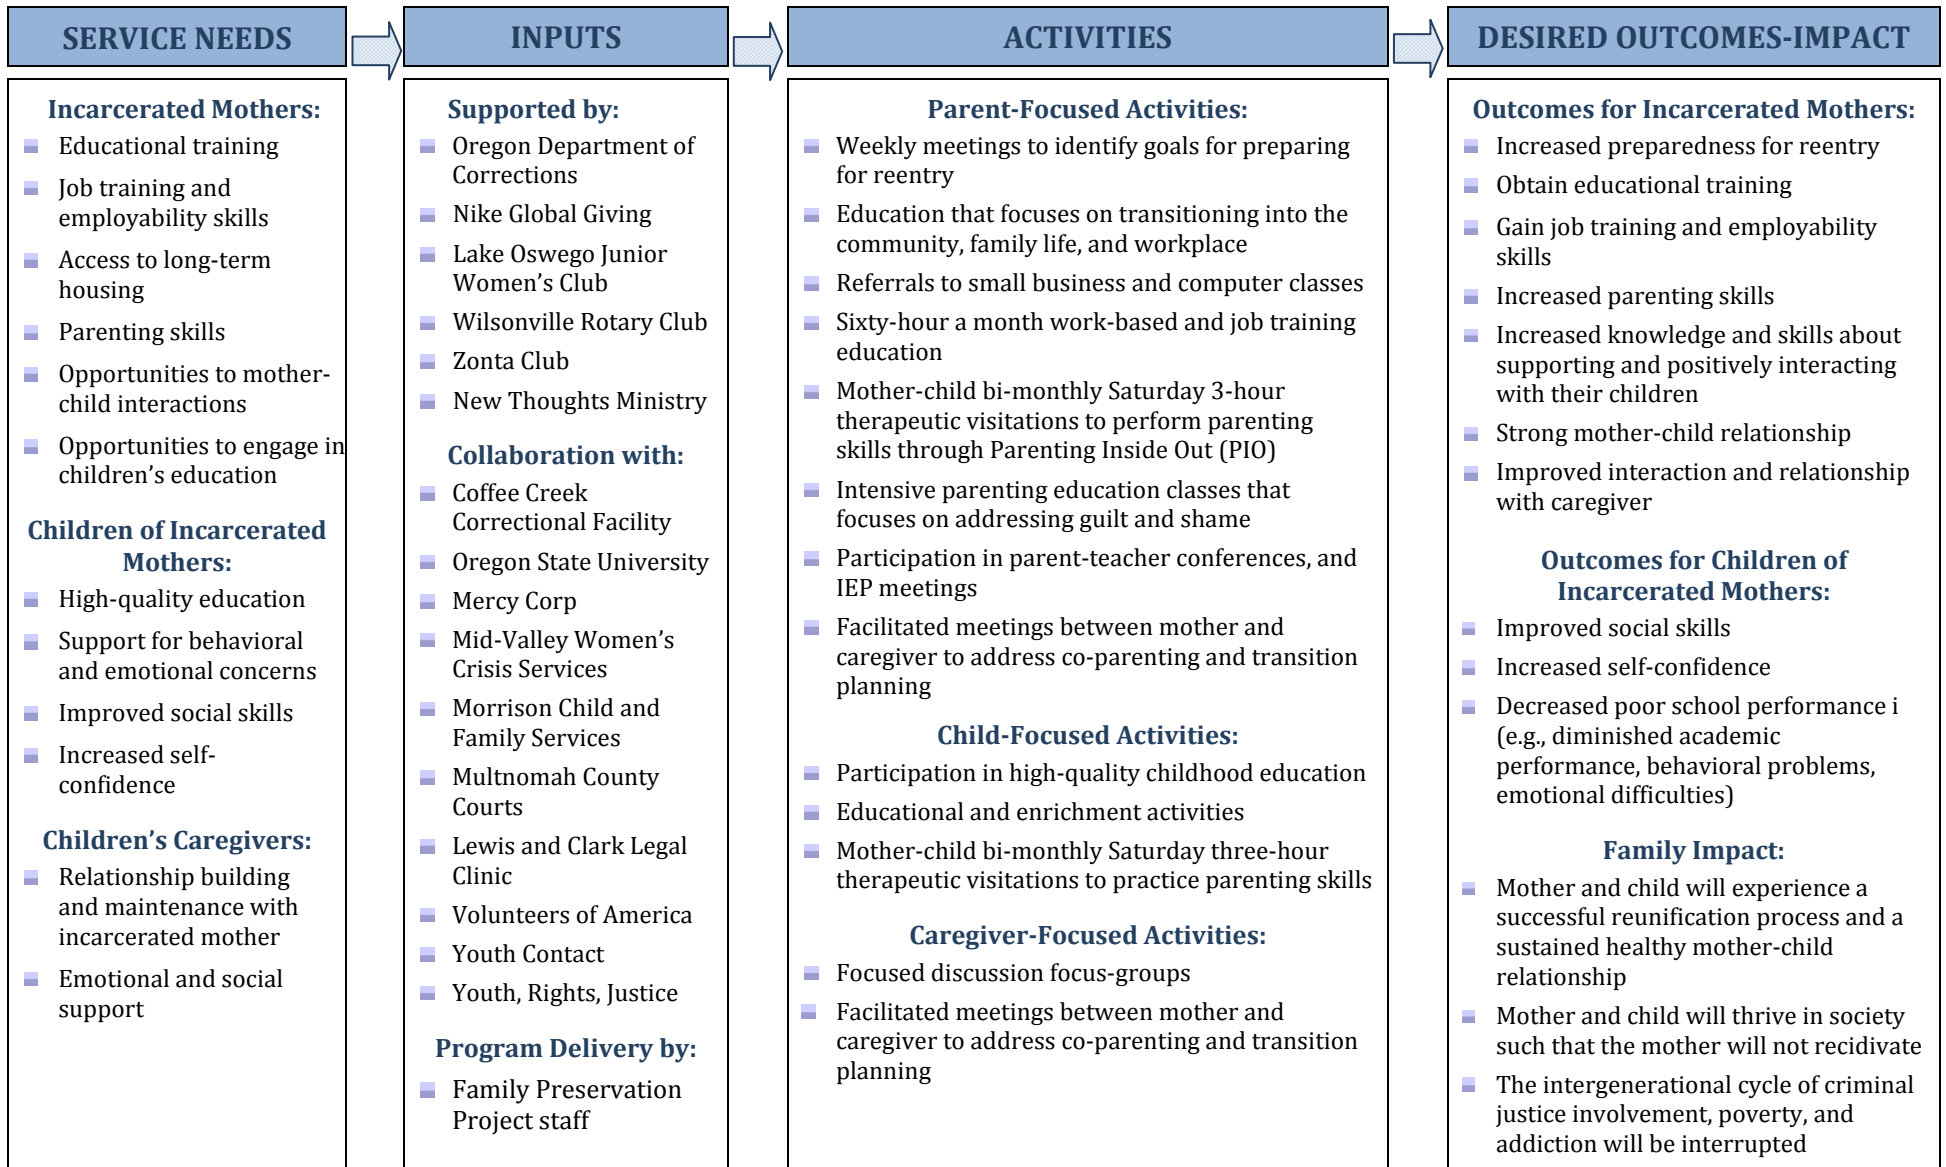 SERVICE NEEDS
INPUTS
ACTIVITIES
DESIRED OUTCOMES-IMPACT
Incarcerated Mothers:
Educational training
Job training and
employability skills
Access to long-term
housing
Parenting skills
Opportunities to mother-
child interactions
Opportunities to engage in
children's education
Children of Incarcerated
Mothers:
High-quality education
Support for behavioral
and emotional concerns
Improved social skills
Increased self-
confidence
Children's Caregivers:
Relationship building
and maintenance with
incarcerated mother
Emotional and social
support
Supported by:
Oregon Department of
Corrections
Nike Global Giving
Lake Oswego Junior
Women's Club
Wilsonville Rotary Club
Zonta Club
New Thoughts Ministry
Collaboration with:
Coffee Creek
Correctional Facility
Oregon State University
Mercy Corp
Mid-Valley Women's
Crisis Services
Morrison Child and
Family Services
Multnomah County
Courts
Lewis and Clark Legal
Clinic
Volunteers of America
Youth Contact
Youth, Rights, Justice
Program Delivery by:
Family Preservation
Project staff
Parent-Focused Activities:
Weekly meetings to identify goals for preparing
for reentry
Education that focuses on transitioning into the
community, family life, and workplace
Referrals to small business and computer classes
Sixty-hour a month work-based and job training
education
Mother-child bi-monthly Saturday 3-hour
therapeutic visitations to perform parenting
skills through Parenting Inside Out (PIO)
Intensive parenting education classes that
focuses on addressing guilt and shame
Participation in parent-teacher conferences, and
IEP meetings
Facilitated meetings between mother and
caregiver to address co-parenting and transition
planning
Child-Focused Activities:
Participation in high-quality childhood education
Educational and enrichment activities
Mother-child bi-monthly Saturday three-hour
therapeutic visitations to practice parenting skills
Caregiver-Focused Activities:
Focused discussion focus-groups
Facilitated meetings between mother and
caregiver to address co-parenting and transition
planning
Outcomes for Incarcerated Mothers:
Increased preparedness for reentry
Obtain educational training
Gain job training and employability
skills
Increased parenting skills
Increased knowledge and skills about
supporting and positively interacting
with their children
Strong mother-child relationship
Improved interaction and relationship
with caregiver
Outcomes for Children of
Incarcerated Mothers:
Improved social skills
Increased self-confidence
Decreased poor school performance i
(e.g., diminished academic
performance, behavioral problems,
emotional difficulties)
Family Impact:
Mother and child will experience a
successful reunification process and a
sustained healthy mother-child
relationship
Mother and child will thrive in society
such that the mother will not recidivate
The intergenerational cycle of criminal
justice involvement, poverty, and
addiction will be interrupted